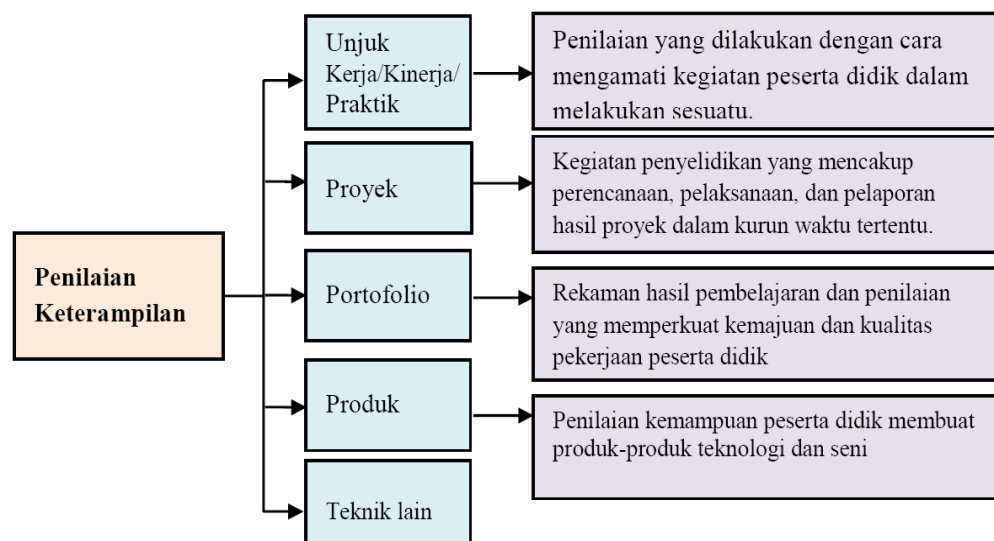 Penilaian
Keterampilan
Unjuk
Kerja/Kinerja/
Praktik
Penilaian yang dilakukan dengan cara
mengamati kegiatan peserta didik dalam
melakukan sesuatu.
Proyek
Kegiatan penyelidikan yang mencakup
perencanaan, pelaksanaan, dan pelaporan
hasil proyek dalam kurun waktu tertentu.
Portofolio
Rekaman hasil pembelajaran dan penilaian
yang memperkuat kemajuan dan kualitas
pekerjaan peserta didik
Produk
Penilaian kemampuan peserta didik membuat
produk-produk teknologi dan seni
Teknik lain